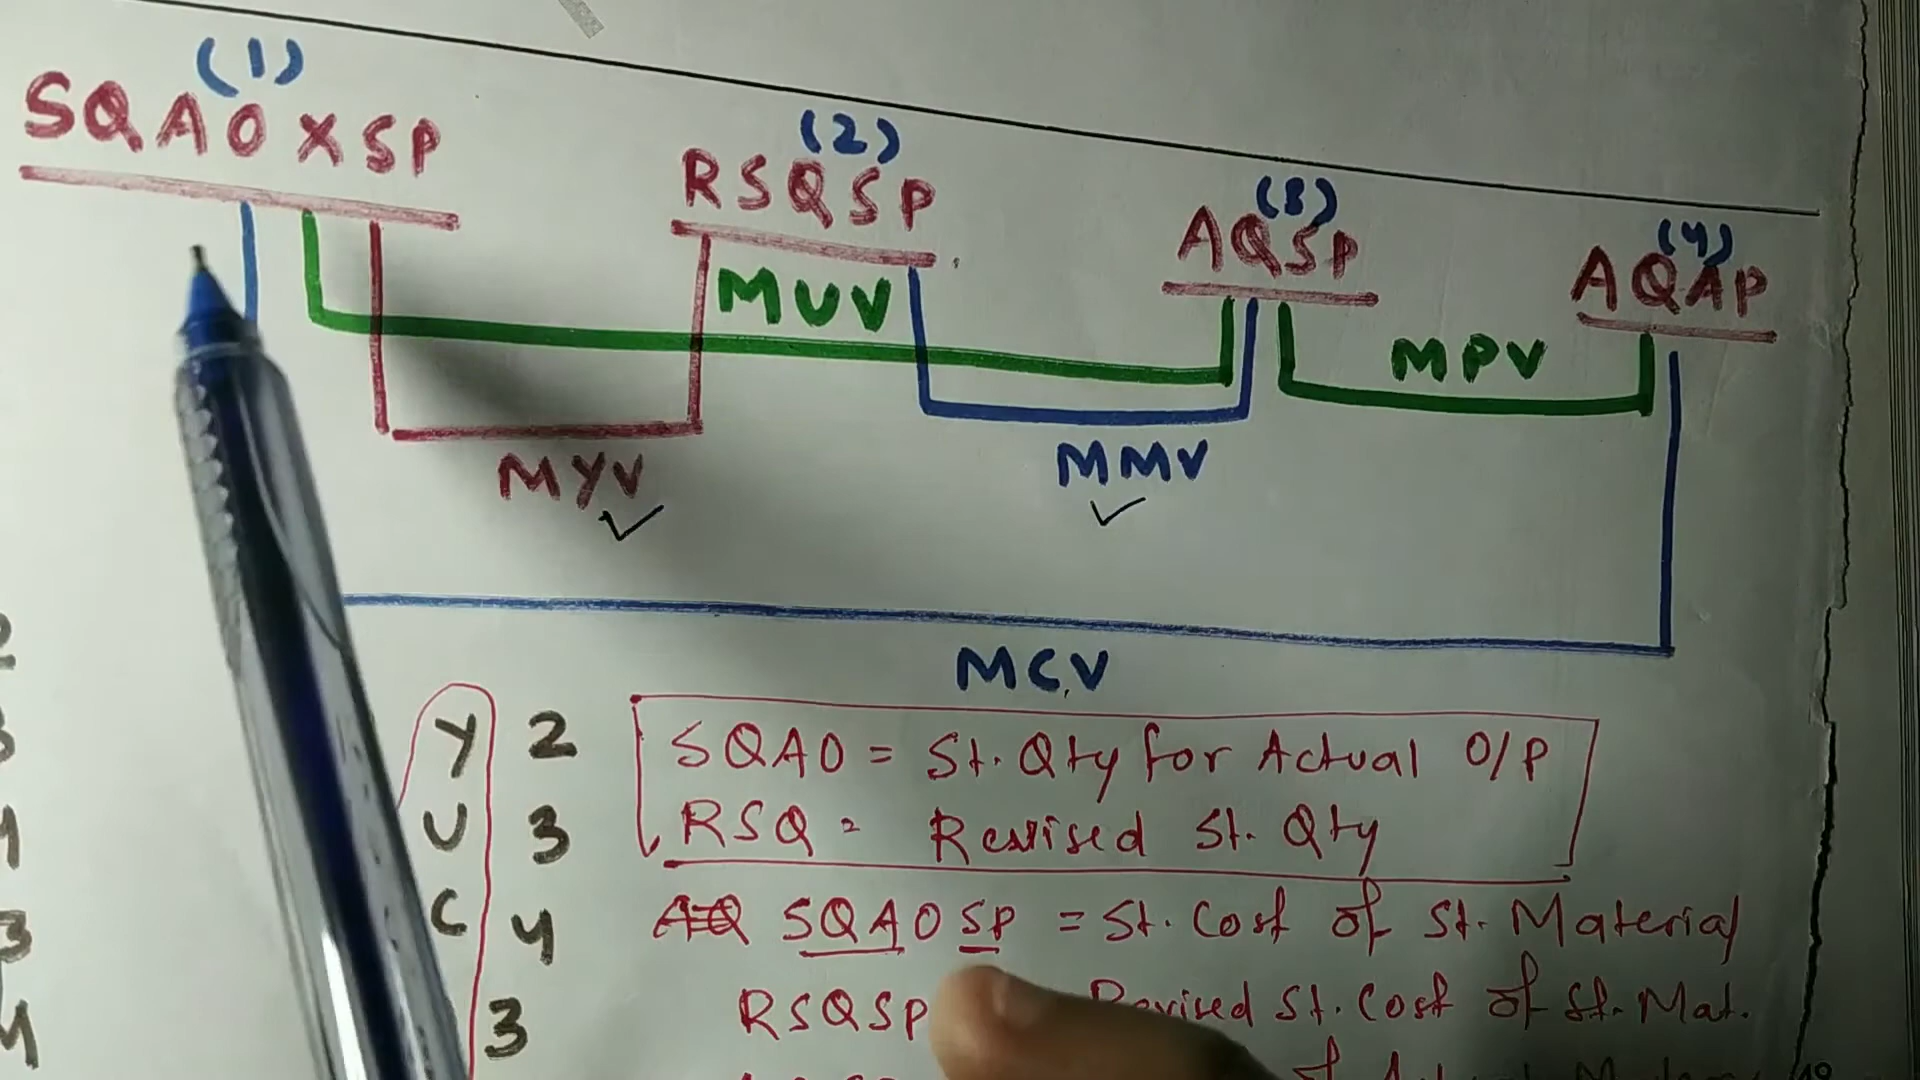 (1)
SQAO X SP
(2)
RSQSP
(3)
AQSP
(4)
AQAP
MUV
MPV
MYV
MMV
MCV
Y 2
SQAO = St. Qty for Actual O/P
U 3
RSQ = Revised St. Qty
C 4
AQ SQAO SP = St. Cost of St. Material
3
RSQSP Revised St. Cost of St. Mat.